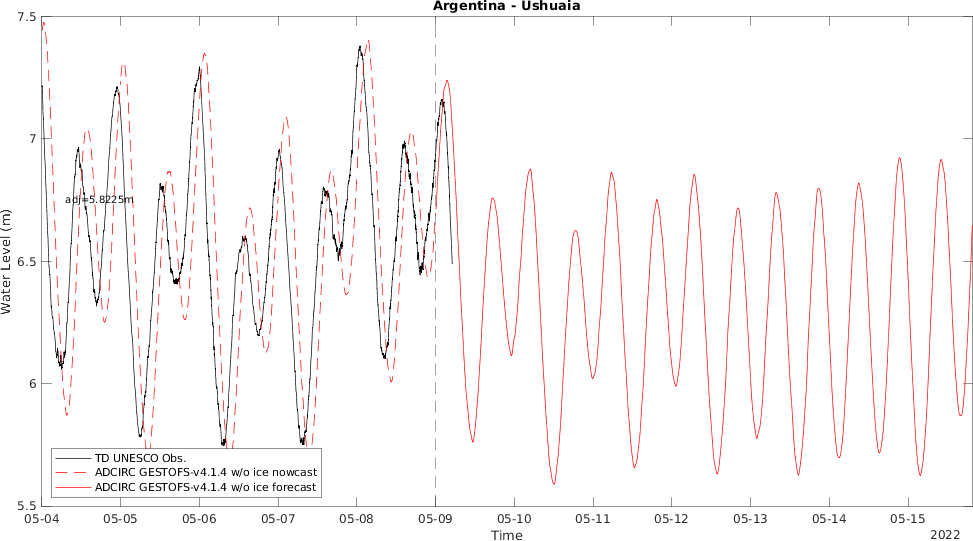 Argentina - Ushuaia
7.5
7
6.5
6
5.5
Water Level (m)
adj=5.8225m
TD UNESCO Obs.
ADCIRC GESTOFS-v4.1.4 w/o ice nowcast
ADCIRC GESTOFS-v4.1.4 w/o ice forecast
05-04 05-05 05-06 05-07 05-08 05-09 05-10 05-11 05-12 05-13 05-14 05-15
Time
2022